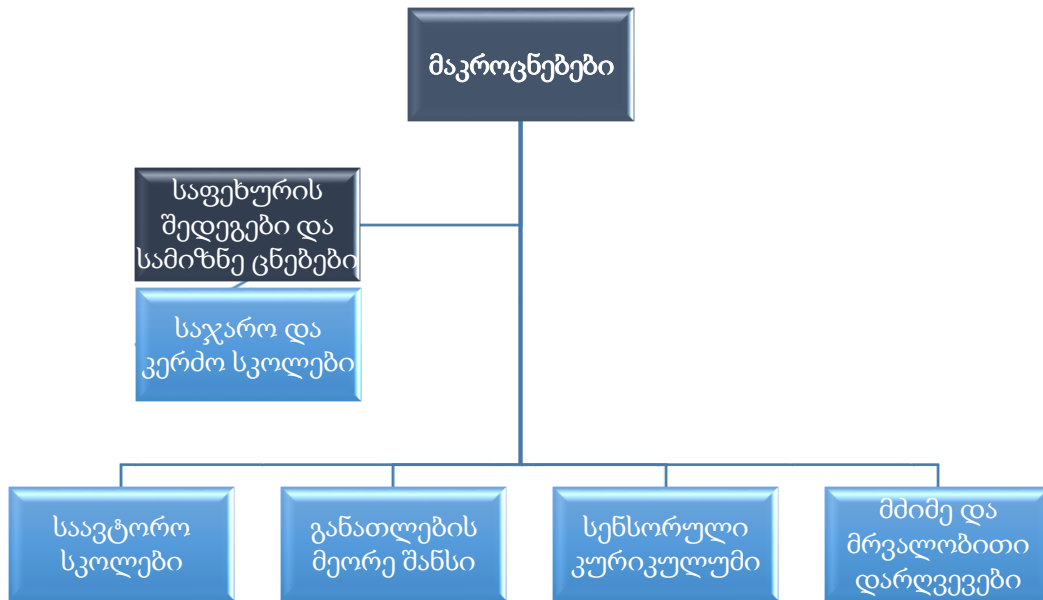 მაკროცნებები
საფეხურის
შედეგები და
სამიზნე ცნებები
საჯარო და
კერძო სკოლები
საავტორო
სკოლები
განათლების
მეორე შანსი
სენსორული
კურიკულუმი
მძიმე და
მრვალობითი
დარღვევები